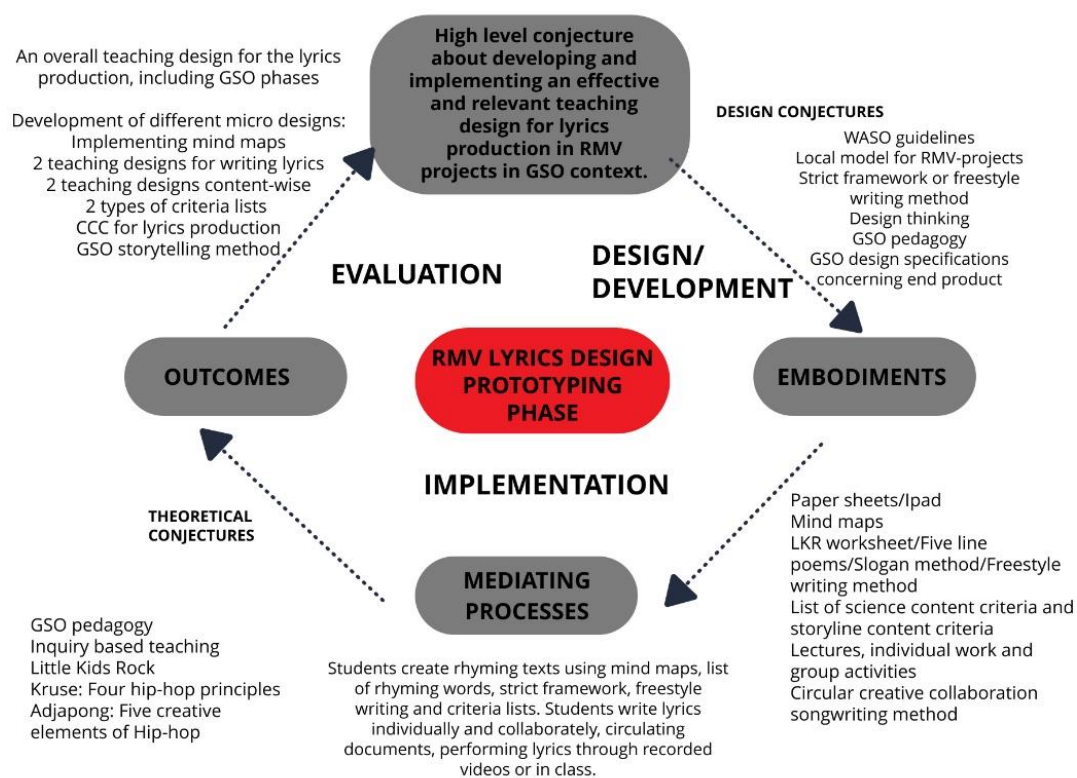 High level conjecture
about developing and
implementing an effective
and relevant teaching
design for lyrics
production in RMV
projects in GSO context.
An overall teaching design for the lyrics
production, including GSO phases
Development of different micro designs:
Implementing mind maps
2 teaching designs for writing lyrics
2 teaching designs content-wise
2 types of criteria lists
CCC for lyrics production
GSO storytelling method
DESIGN CONJECTURES
WASO guidelines
Local model for RMV-projects
Strict framework or freestyle
writing method
Design thinking
GSO pedagogy
GSO design specifications
concerning end product
EVALUATION
DESIGN/
DEVELOPMENT
OUTCOMES
RMV LYRICS DESIGN
PROTOTYPING
PHASE
EMBODIMENTS
IMPLEMENTATION
THEORETICAL
CONJECTURES
Paper sheets/Ipad
Mind maps
LKR worksheet/Five line
poems/Slogan method/Freestyle
writing method
List of science content criteria and
storyline content criteria
Lectures, individual work and
group activities
Circular creative collaboration
songwriting method
MEDIATING
PROCESSES
GSO pedagogy
Inquiry based teaching
Little Kids Rock
Kruse: Four hip-hop principles
Adjapong: Five creative
elements of Hip-hop
Students create rhyming texts using mind maps, list
of rhyming words, strict framework, freestyle
writing and criteria lists. Students write lyrics
individually and collaboratively, circulating
documents, performing lyrics through recorded
videos or in class.